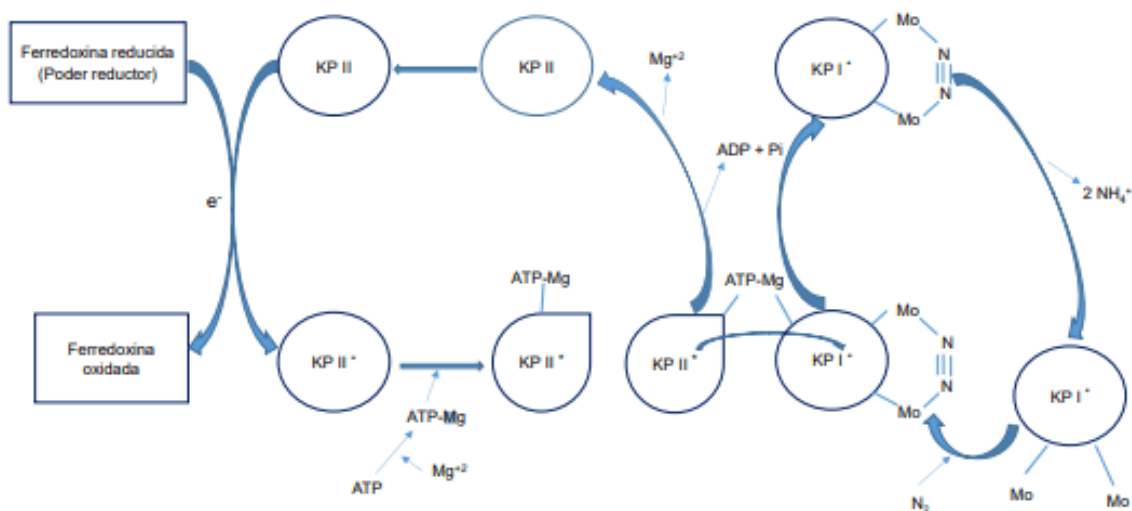 Ferredoxina reducida
(Poder reductor)
KP II
KP II
Mg⁺²
KP I ⁺
Mo
N
N
Mo
ADP + Pi
2 NH₄⁺
e⁻
ATP-Mg
ATP-Mg
Ferredoxina
oxidada
KP II ⁺
KP II ⁺
KP II ⁺
KP I ⁺
Mo
N
N
Mo
KP I ⁺
ATP-Mg
ATP
Mg⁺²
N₂
Mo
Mo